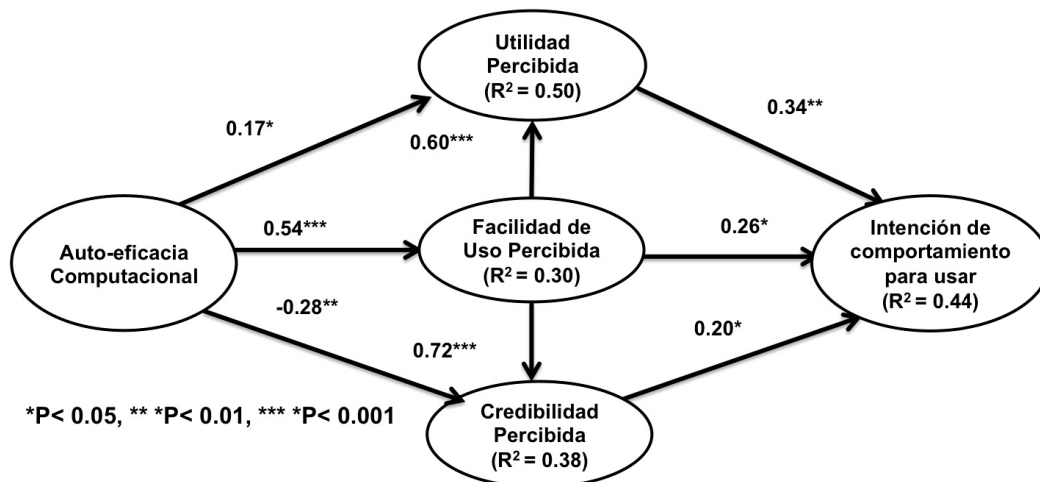 Utilidad
Percibida
(R² = 0.50)
0.17*
0.60***
0.34**
Auto-eficacia
Computacional
0.54***
Facilidad de
Uso Percibida
(R² = 0.30)
0.26*
Intención de
comportamiento
para usar
(R² = 0.44)
-0.28**
0.72***
0.20*
Credibilidad
Percibida
(R² = 0.38)
*P< 0.05, ** *P< 0.01, *** *P< 0.001